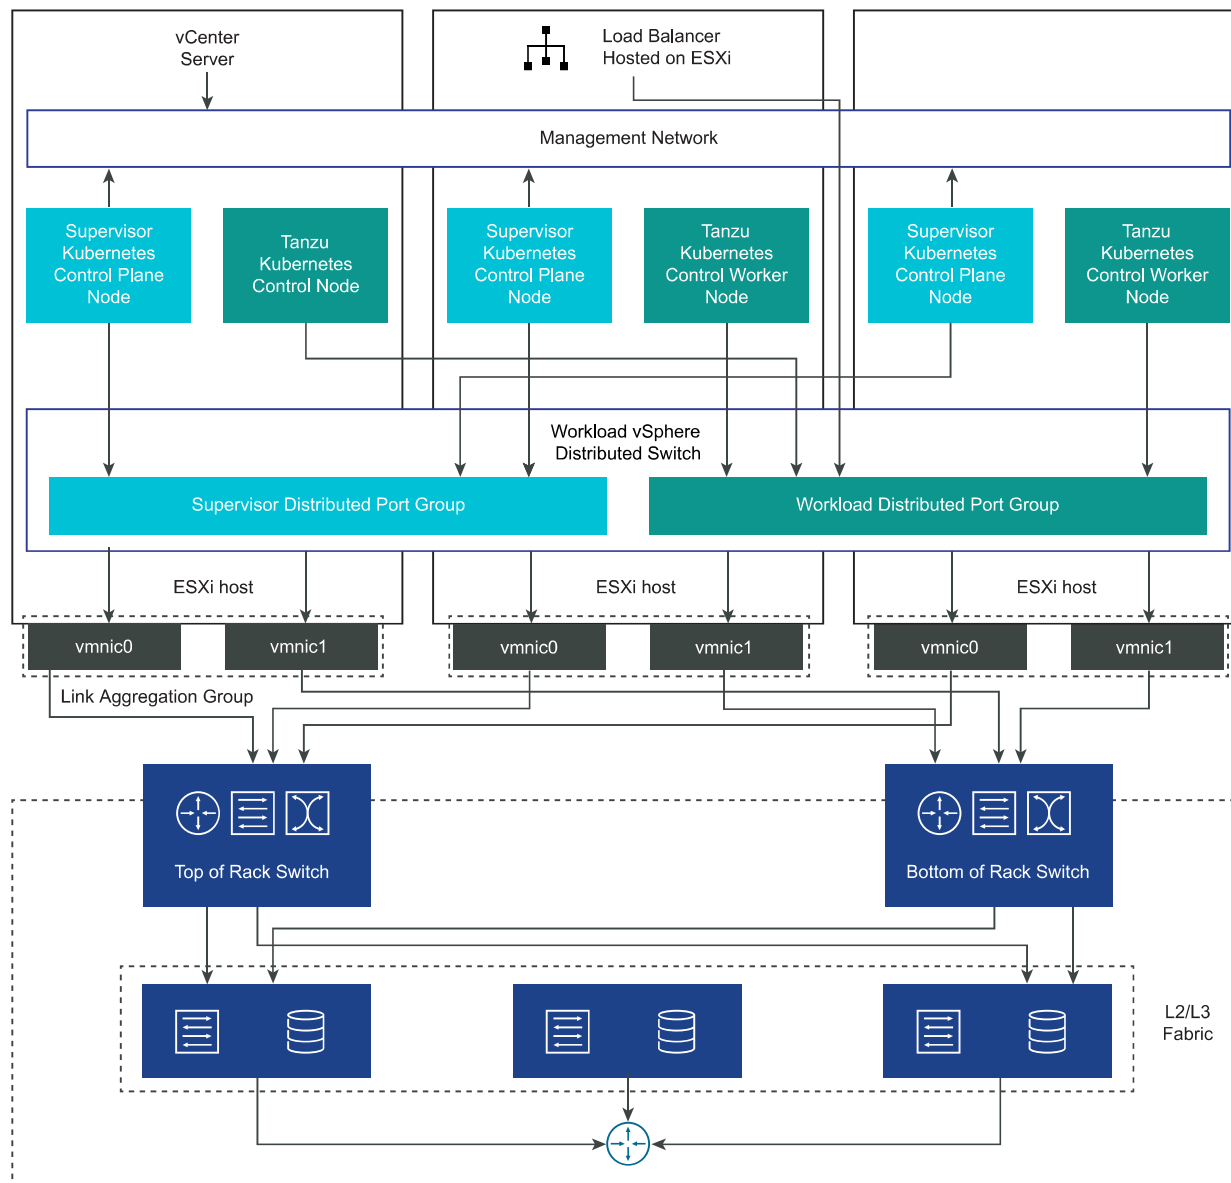 vCenter
Server
Load Balancer
Hosted on ESXi
Management Network
Supervisor
Kubernetes
Control Plane
Node
Tanzu
Kubernetes
Control Node
Supervisor
Kubernetes
Control Plane
Node
Tanzu
Kubernetes
Control Worker
Node
Supervisor
Kubernetes
Control Plane
Node
Tanzu
Kubernetes
Control Worker
Node
Workload vSphere
Distributed Switch
Supervisor Distributed Port Group
Workload Distributed Port Group
ESXi host
ESXi host
ESXi host
vmnic0
vmnic1
vmnic0
vmnic1
vmnic0
vmnic1
Link Aggregation Group
Top of Rack Switch
Bottom of Rack Switch
L2/L3
Fabric